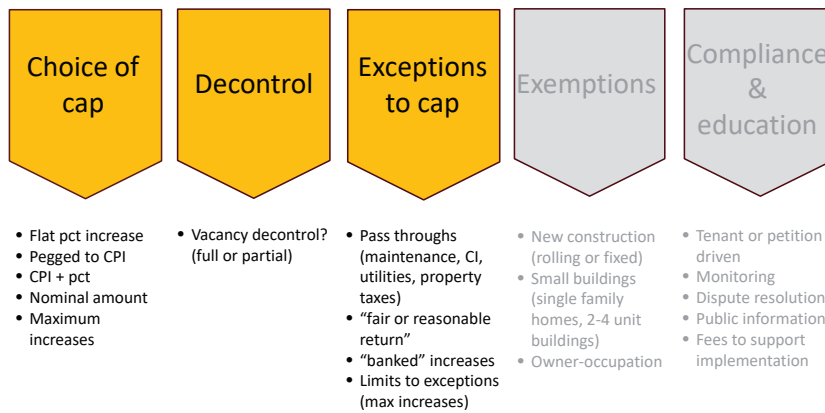 Choice of
cap
Decontrol
Exceptions
to cap
Exemptions
Compliance
&
education
• Flat pct increase
• Pegged to CPI
• CPI + pct
• Nominal amount
• Maximum
increases
• Vacancy decontrol?
(full or partial)
• Pass throughs
(maintenance, CI,
utilities, property
taxes)
• “fair or reasonable
return”
• “banked” increases
• Limits to exceptions
(max increases)
• New construction
(rolling or fixed)
• Small buildings
(single family
homes, 2-4 unit
buildings)
• Owner-occupation
• Tenant or petition
driven
• Monitoring
• Dispute resolution
• Public information
• Fees to support
implementation